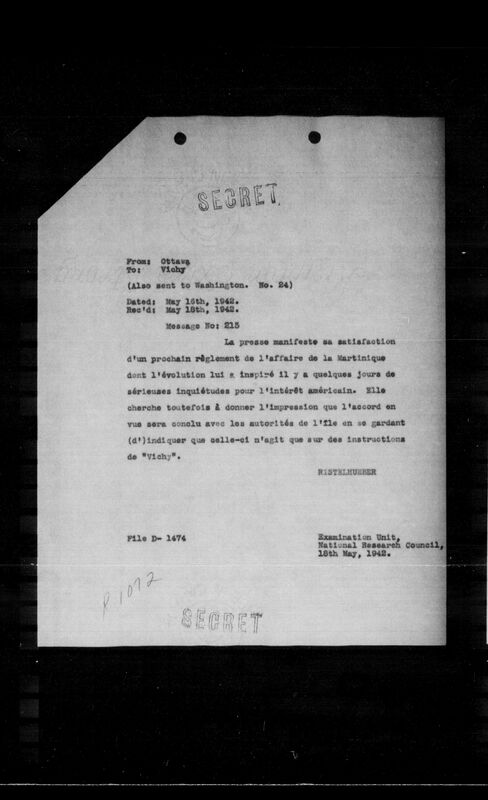 SECRET
From: Ottawa
To: Vichy
(Also sent to Washington. No. 24)
Dated: May 16th, 1942.
Rec'd: May 18th, 1942.
Message No: 213
La presse manifeste sa satisfaction
d'un prochain règlement de l'affaire de la Martinique
dont l'évolution lui a inspiré il y a quelques jours de
sérieuses inquiétudes pour l'intérêt américain. Elle
cherche toutefois à donner l'impression que l'accord en
vue sera conclu avec les autorités de l'île en se gardant
(d')indiquer que celle-ci n'agit que sur des instructions
de "Vichy".
RISTELHUEBER
File D- 1474
Examination Unit,
National Research Council,
18th May, 1942.
R 1072
SECRET